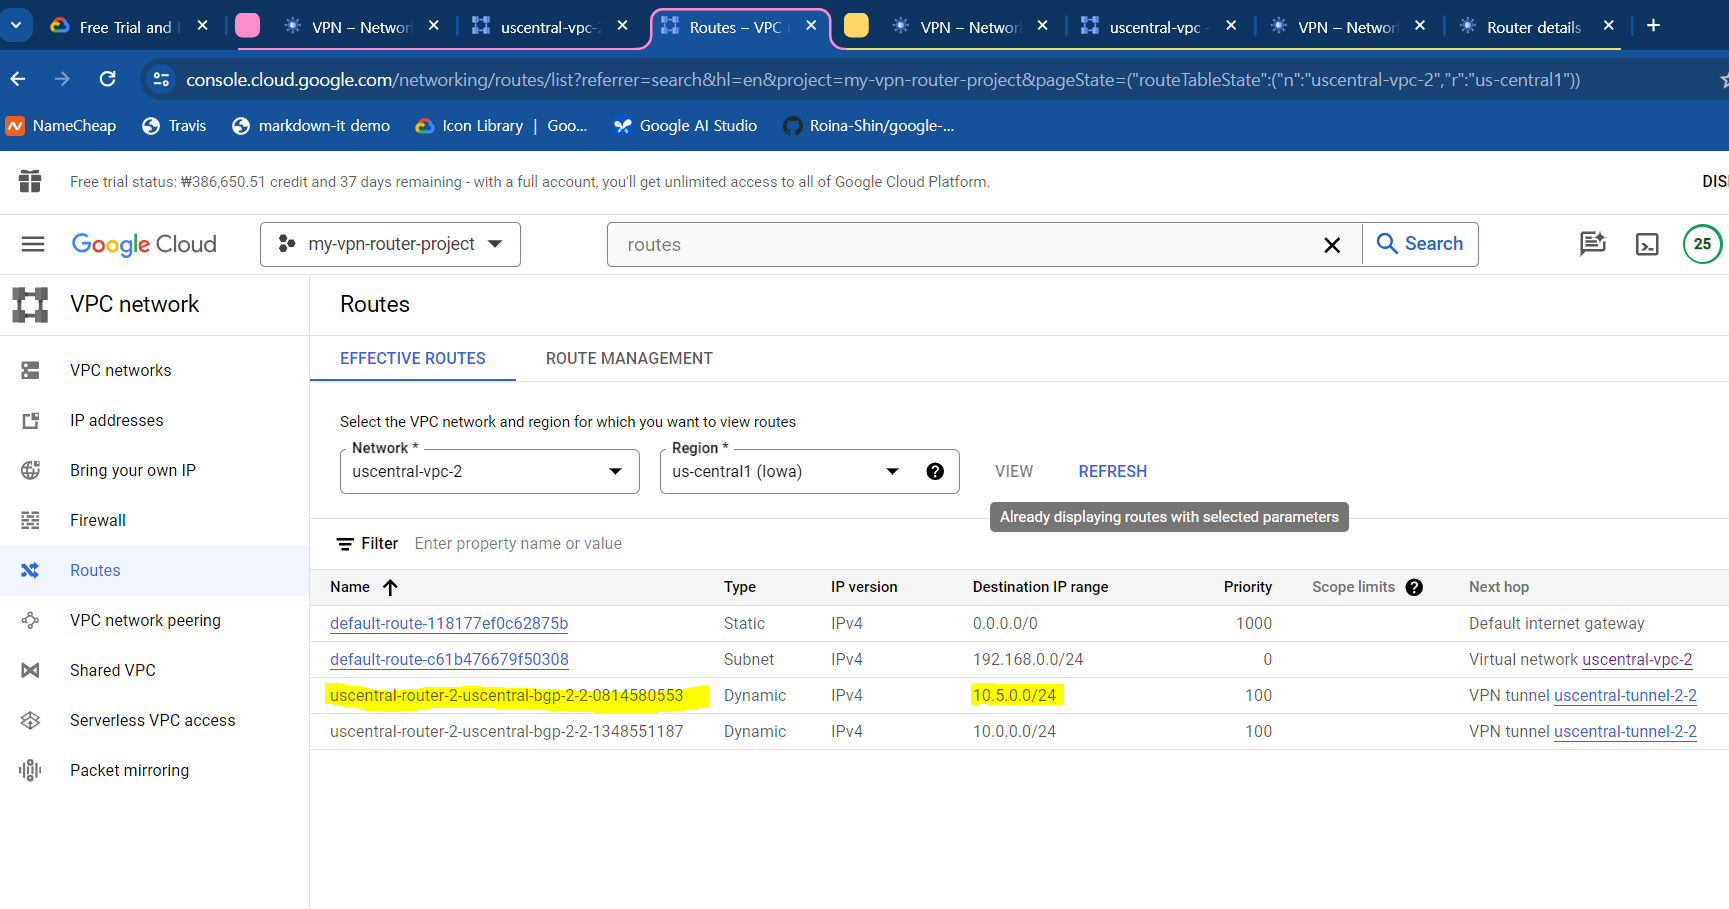 Free Trial and
VPN – Networ
uscentral-vpc-2
Routes – VPC
VPN – Networ
uscentral-vpc
VPN – Networ
Router details
console.cloud.google.com/networking/routes/list?referrer=search&hl=en&project=my-vpn-router-project&pageState=("routeTableState":("n":"uscentral-vpc-2","r":"us-central1"))
NameCheap
Travis
markdown-it demo
Icon Library | Goo...
Google AI Studio
Roina-Shin/google-...
Free trial status: ₩386,650.51 credit and 37 days remaining - with a full account, you'll get unlimited access to all of Google Cloud Platform.
DIS
Google Cloud
my-vpn-router-project
routes
Search
25
VPC network
Routes
VPC networks
IP addresses
Bring your own IP
Firewall
Routes
VPC network peering
Shared VPC
Serverless VPC access
Packet mirroring
EFFECTIVE ROUTES
ROUTE MANAGEMENT
Select the VPC network and region for which you want to view routes
Network *
uscentral-vpc-2
Region *
us-central1 (Iowa)
VIEW
REFRESH
Already displaying routes with selected parameters
Filter Enter property name or value
Name Type IP version Destination IP range Priority Scope limits Next hop
default-route-118177ef0c62875b Static IPv4 0.0.0.0/0 1000 Default internet gateway
default-route-c61b476679f50308 Subnet IPv4 192.168.0.0/24 0 Virtual network uscentral-vpc-2
uscentral-router-2-uscentral-bgp-2-2-0814580553 Dynamic IPv4 10.5.0.0/24 100 VPN tunnel uscentral-tunnel-2-2
uscentral-router-2-uscentral-bgp-2-2-1348551187 Dynamic IPv4 10.0.0.0/24 100 VPN tunnel uscentral-tunnel-2-2